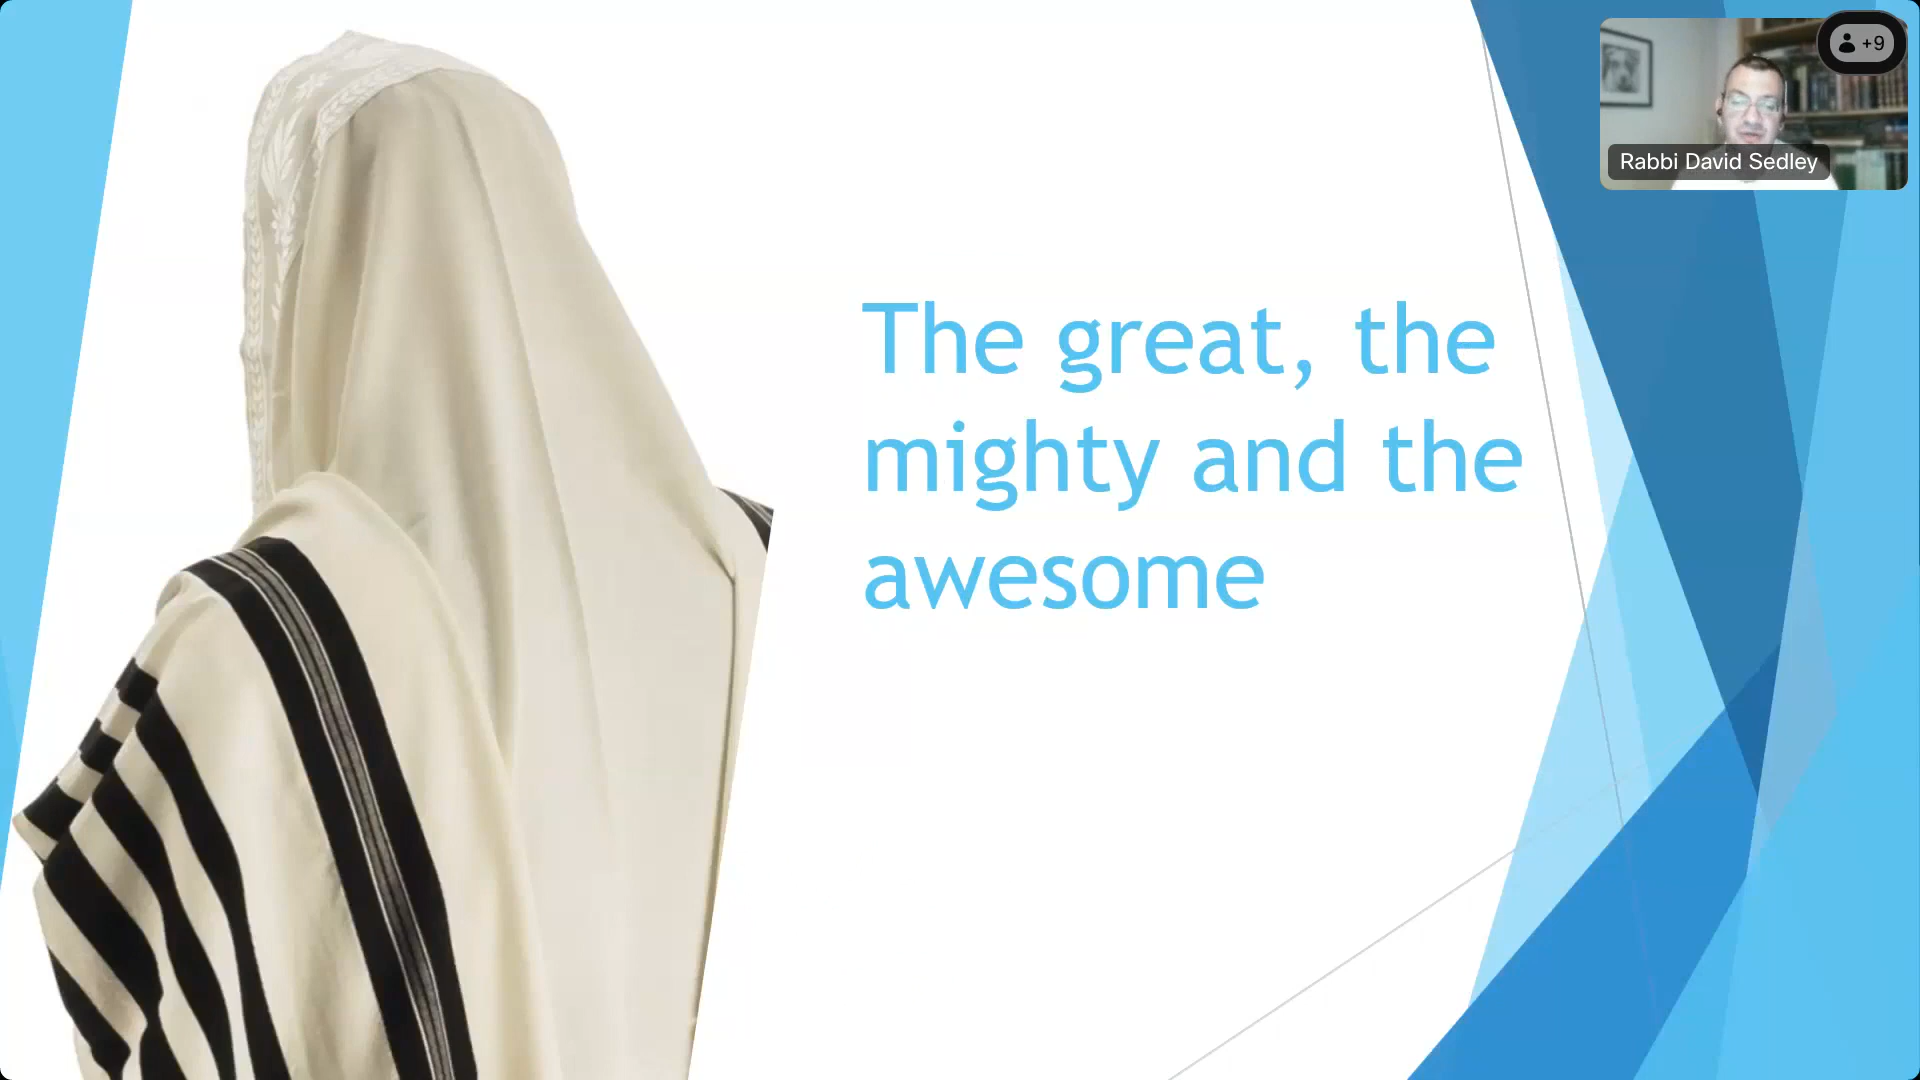 The great, the
mighty and the
awesome
+9
Rabbi David Sedley